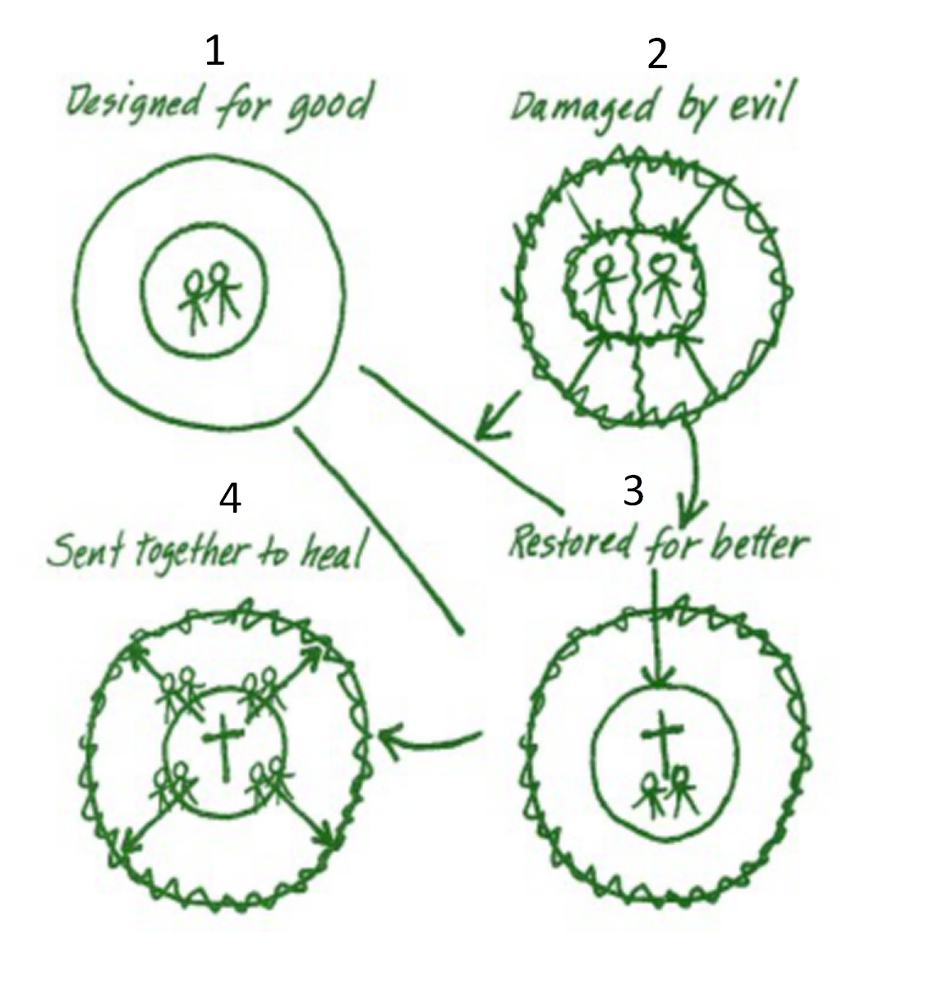 1
Designed for good
2
Damaged by evil
3
Restored for better
4
Sent together to heal